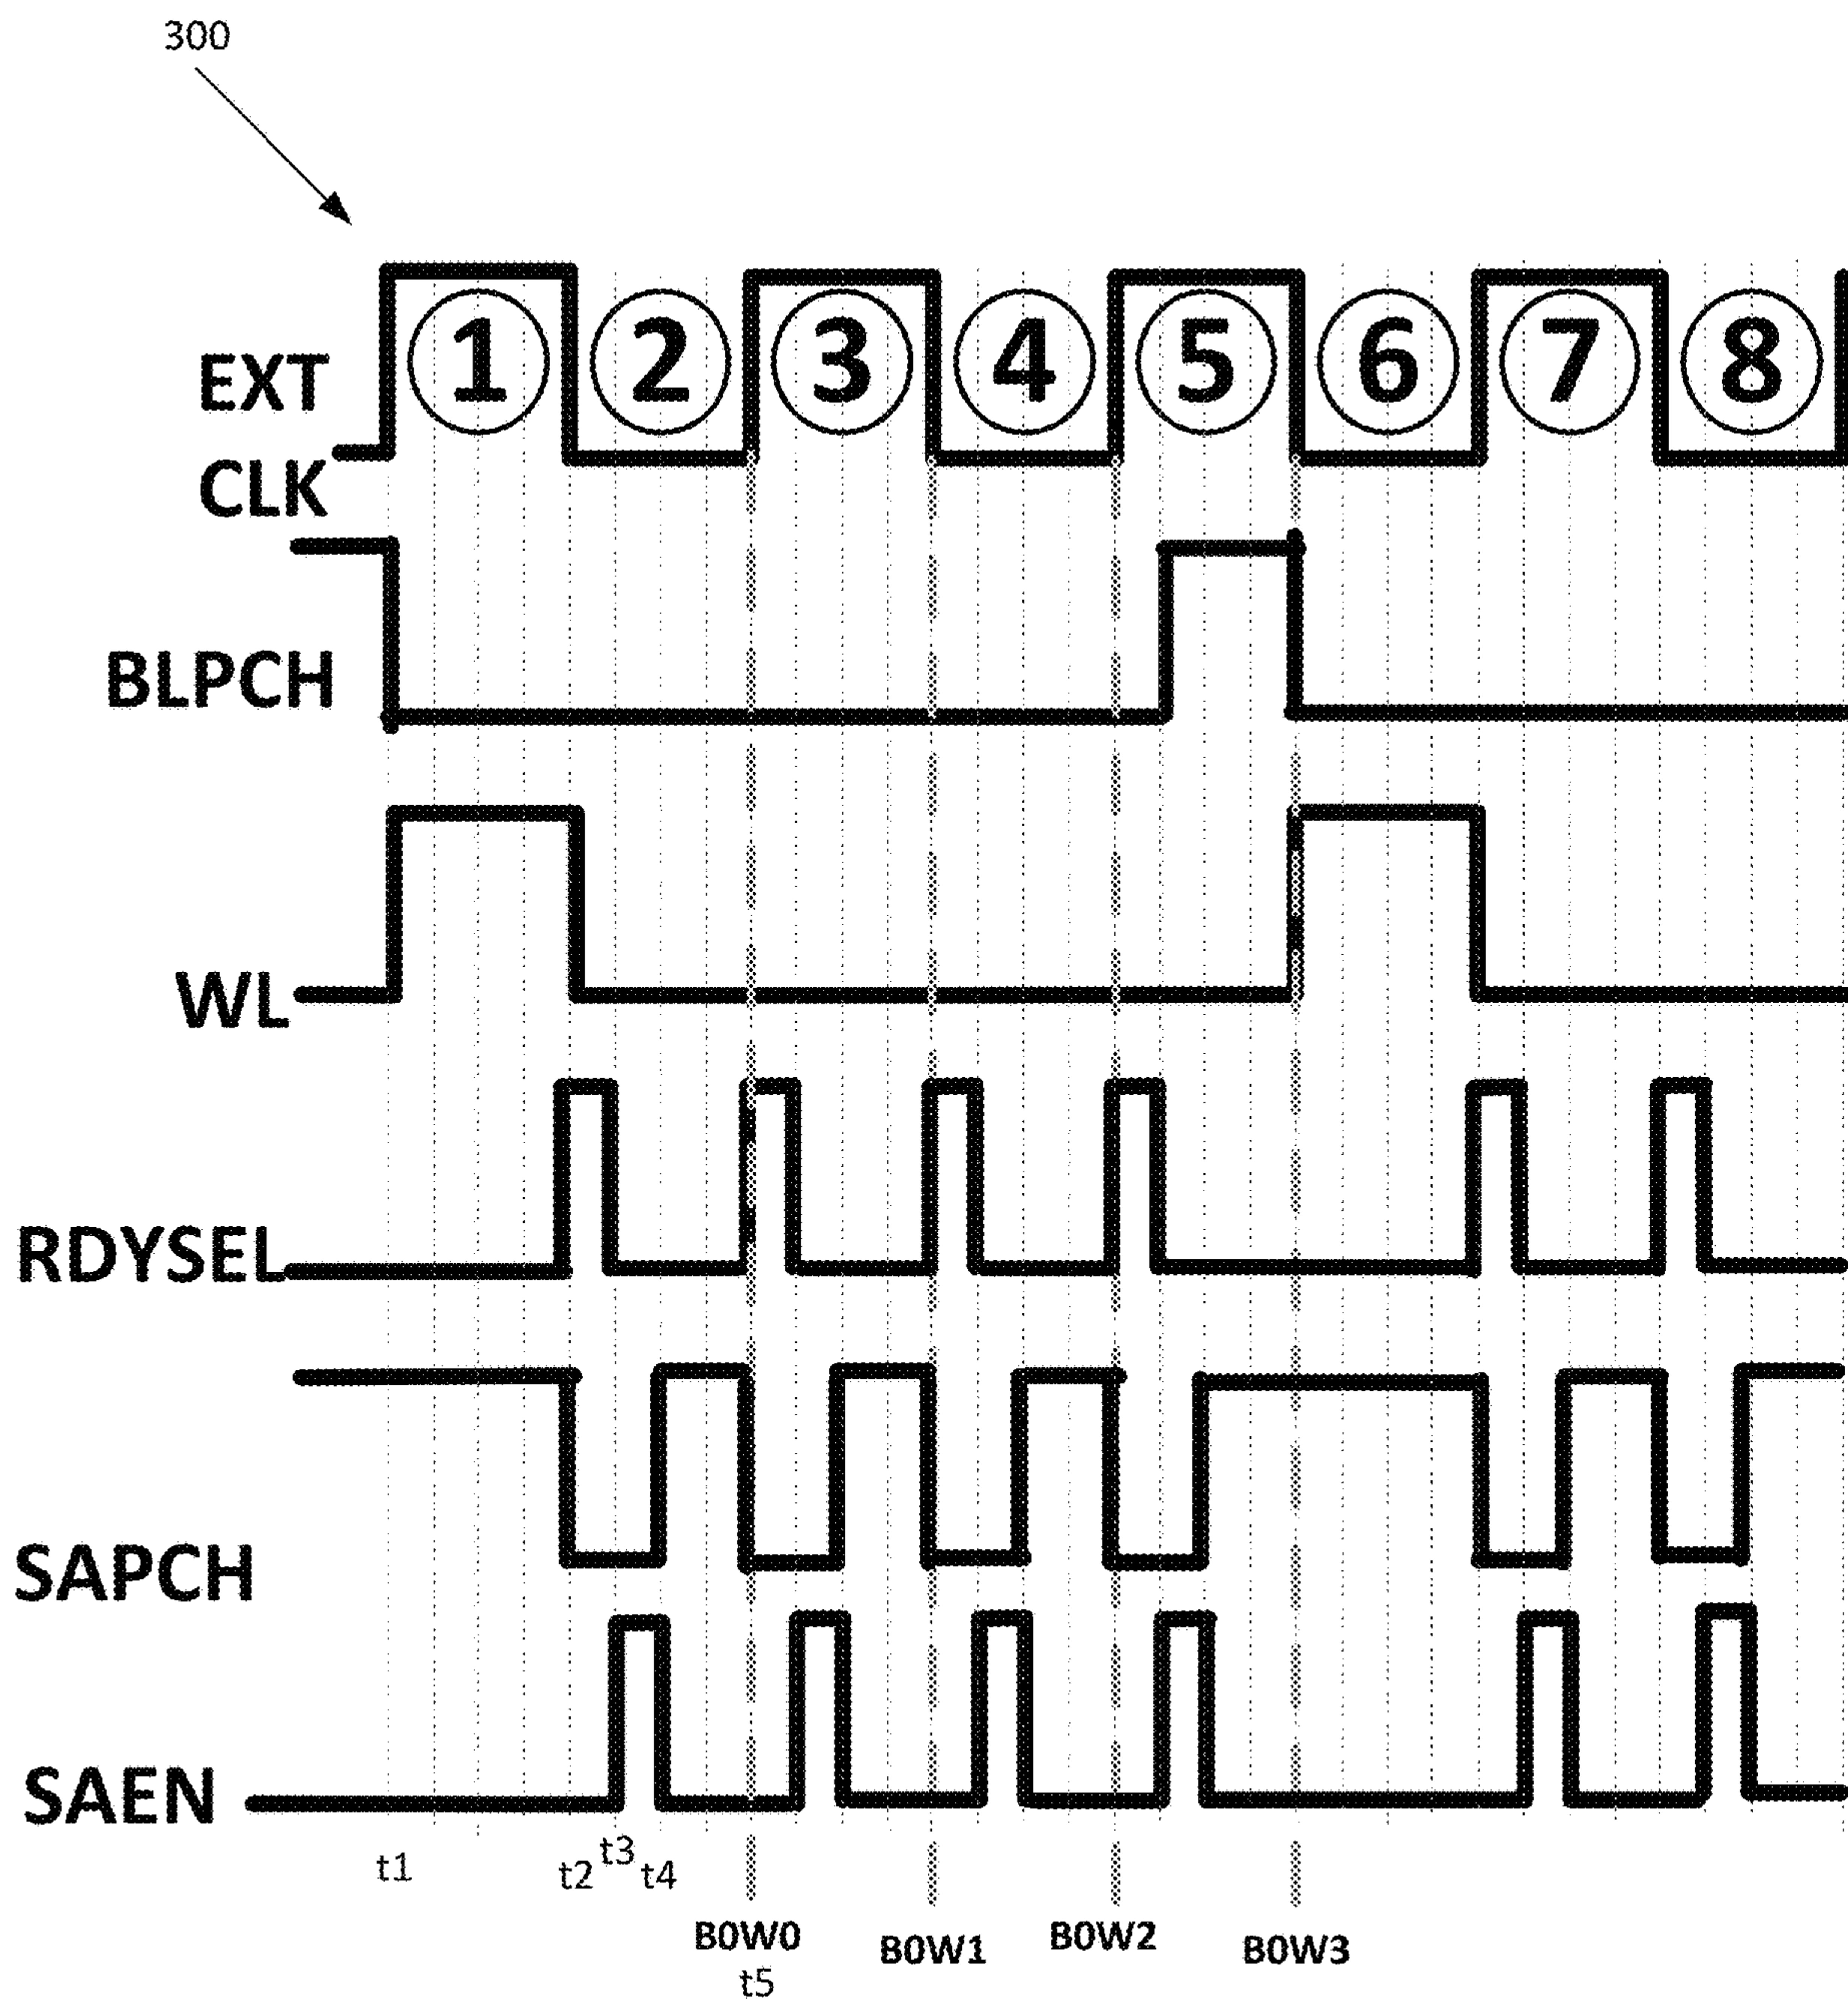 300
1 2 3 4 5 6 7 8
EXT
CLK
BLPCH
WL
RDYSEL
SAPCH
SAEN
t1 t2 t3 t4
B0W0 B0W1 B0W2 B0W3
t5